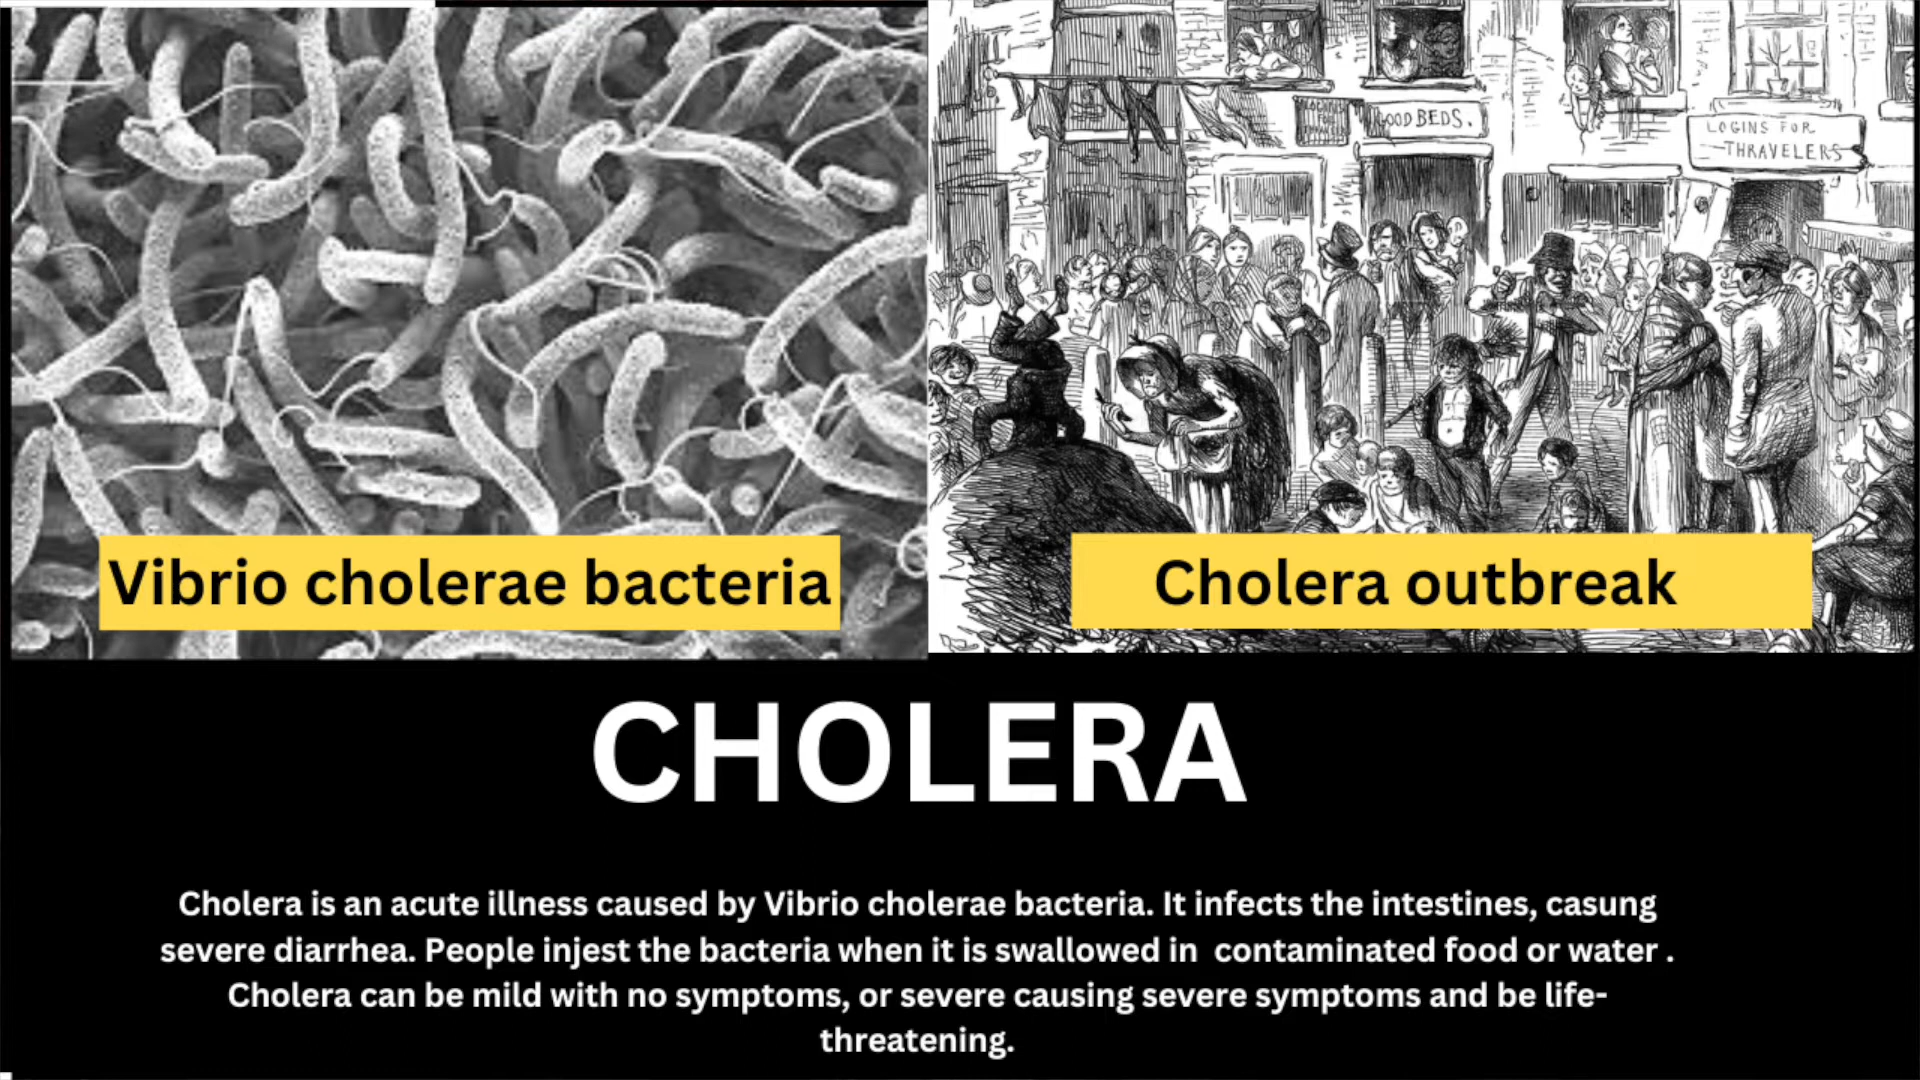 GOOD BEDS.
LOGINS FOR
THRAVELERS
Vibrio cholerae bacteria
Cholera outbreak
CHOLERA
Cholera is an acute illness caused by Vibrio cholerae bacteria. It infects the intestines, casung
severe diarrhea. People injest the bacteria when it is swallowed in contaminated food or water .
Cholera can be mild with no symptoms, or severe causing severe symptoms and be life-
threatening.